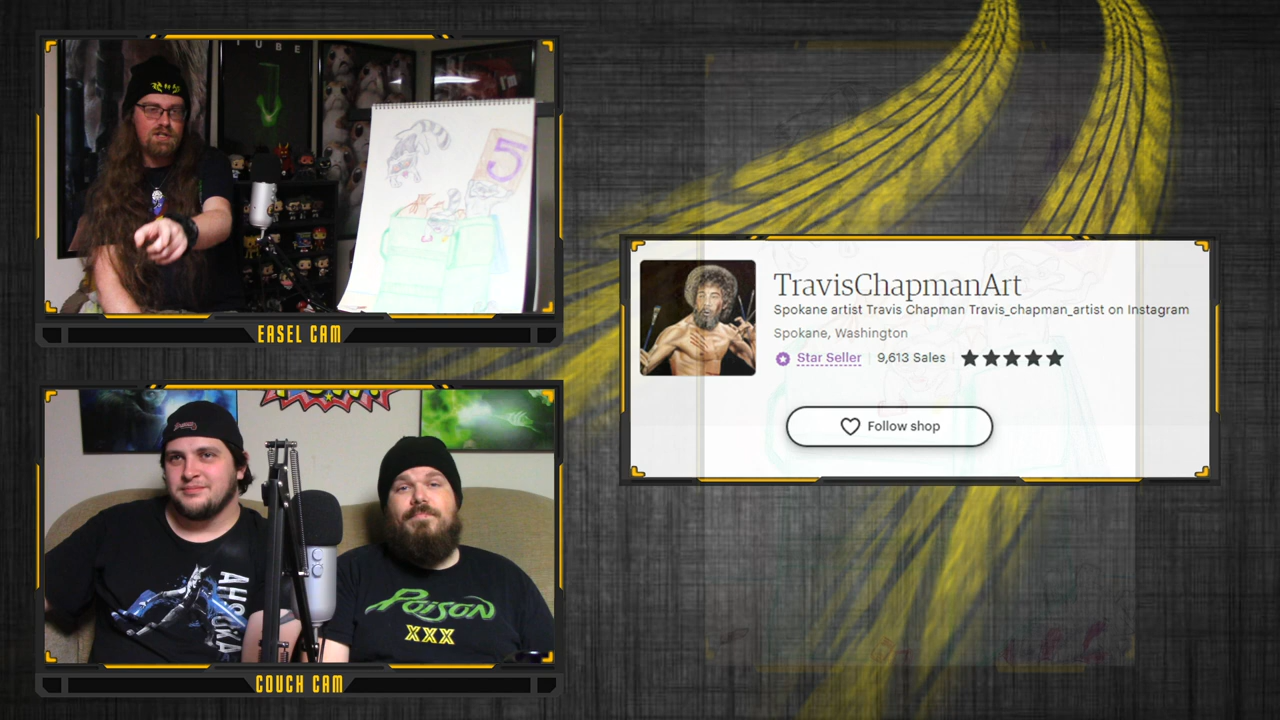 TUBE
5
EASEL CAM
AHSOKA
POISON
XXX
COUCH CAM
TravisChapmanArt
Spokane artist Travis Chapman Travis_chapman_artist on Instagram
Spokane, Washington
Star Seller 9,613 Sales
Follow shop